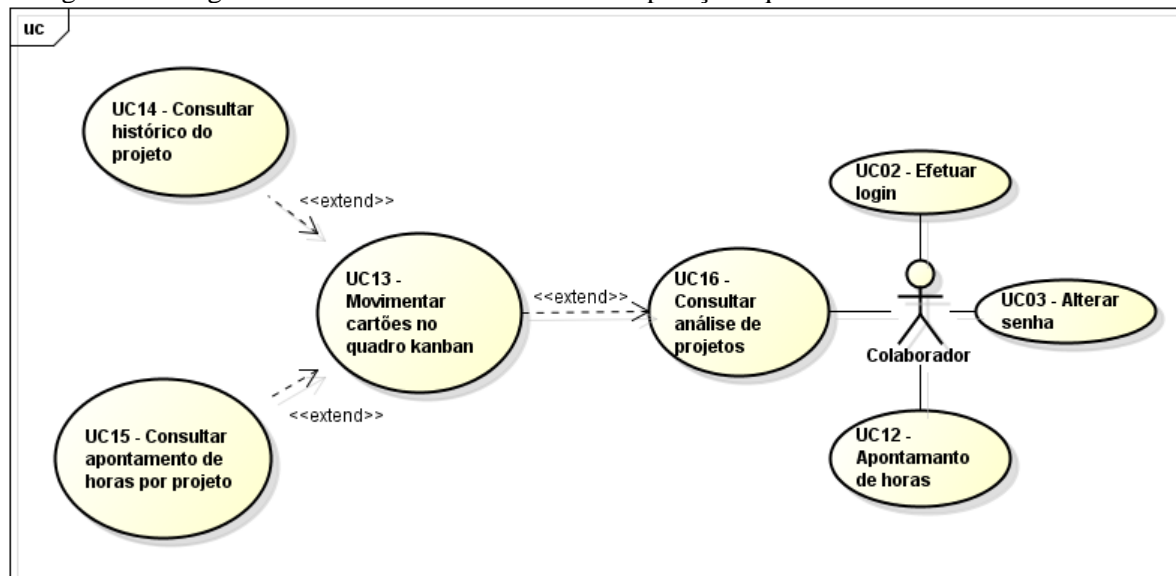 uc
UC14 - Consultar
histórico do
projeto
<<extend>>
UC13 -
Movimentar
cartões no
quadro kanban
<<extend>>
UC15 - Consultar
apontamento de
horas por projeto
<<extend>>
UC16 -
Consultar
análise de
projetos
UC02 - Efetuar
login
UC03 - Alterar
senha
Colaborador
UC12 -
Apontamanto
de horas